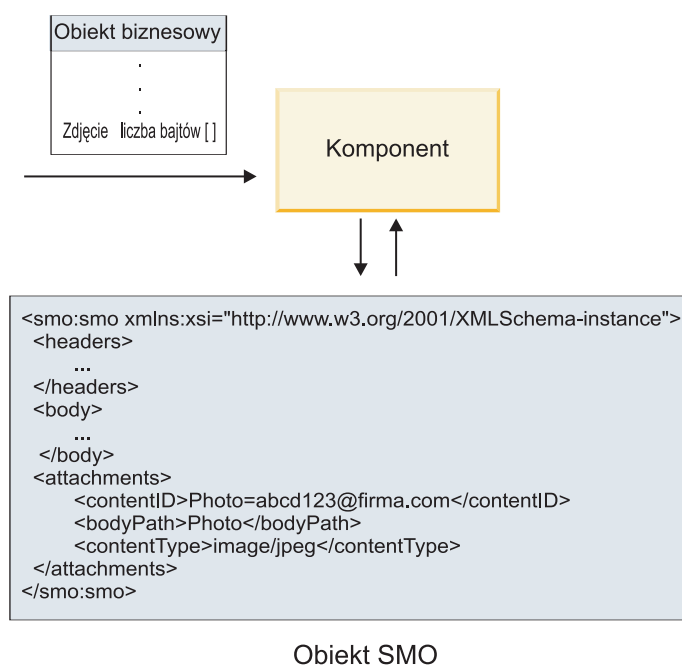 Obiekt biznesowy
.
.
.
Zdjęcie liczba bajtów [ ]
Komponent
<smo:smo xmlns:xsi="http://www.w3.org/2001/XMLSchema-instance">
<headers>
...
</headers>
<body>
...
</body>
<attachments>
<contentID>Photo=abcd123@firma.com</contentID>
<bodyPath>Photo</bodyPath>
<contentType>image/jpeg</contentType>
</attachments>
</smo:smo>
Obiekt SMO